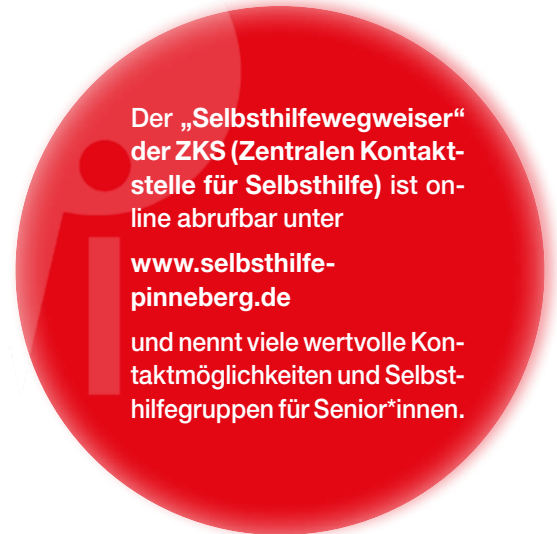 Der „Selbsthilfewegweiser“
der ZKS (Zentralen Kontakt-
stelle für Selbsthilfe) ist on-
line abrufbar unter
www.selbsthilfe-
pinneberg.de
und nennt viele wertvolle Kon-
taktmöglichkeiten und Selbst-
hilfegruppen für Senior*innen.